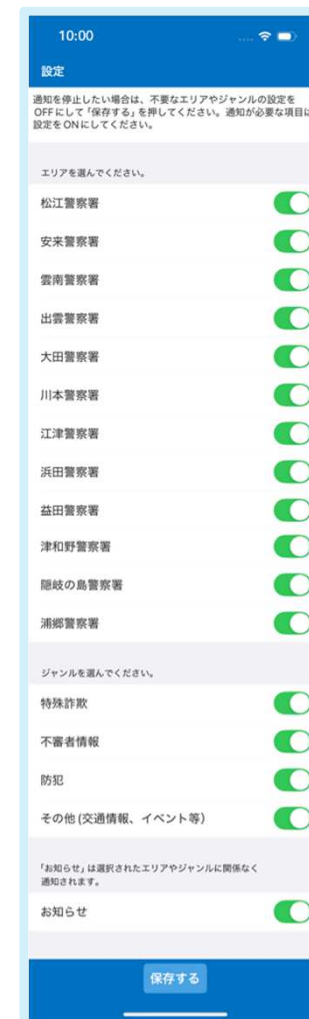 10:00
設定
通知を停止したい場合は、不要なエリアやジャンルの設定を
OFFにして「保存する」を押してください。通知が必要な項目は
設定をONにしてください。
エリアを選んでください。
松江警察署
安来警察署
雲南警察署
出雲警察署
大田警察署
川本警察署
江津警察署
浜田警察署
益田警察署
津和野警察署
隠岐の島警察署
浦郷警察署
ジャンルを選んでください。
特殊詐欺
不審者情報
防犯
その他(交通情報、イベント等)
「お知らせ」は選択されたエリアやジャンルに関係なく
通知されます。
お知らせ
保存する